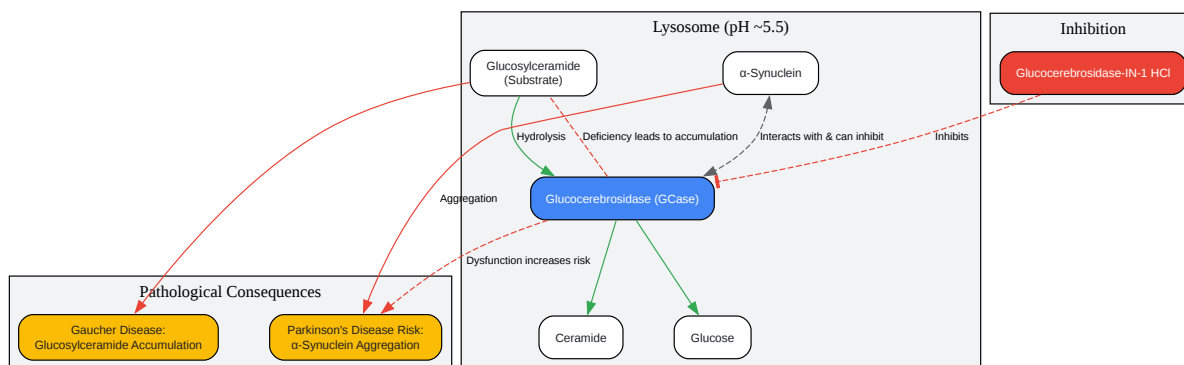 Lysosome (pH ~5.5)
Inhibition
Glucosylceramide
(Substrate)
α-Synuclein
Glucocerebrosidase-IN-1 HCl
Hydrolysis
Deficiency leads to accumulation
Interacts with & can inhibit
Inhibits
Aggregation
Glucocerebrosidase (GCase)
Dysfunction increases risk
Pathological Consequences
Gaucher Disease:
Glucosylceramide Accumulation
Parkinson's Disease Risk:
α-Synuclein Aggregation
Ceramide
Glucose